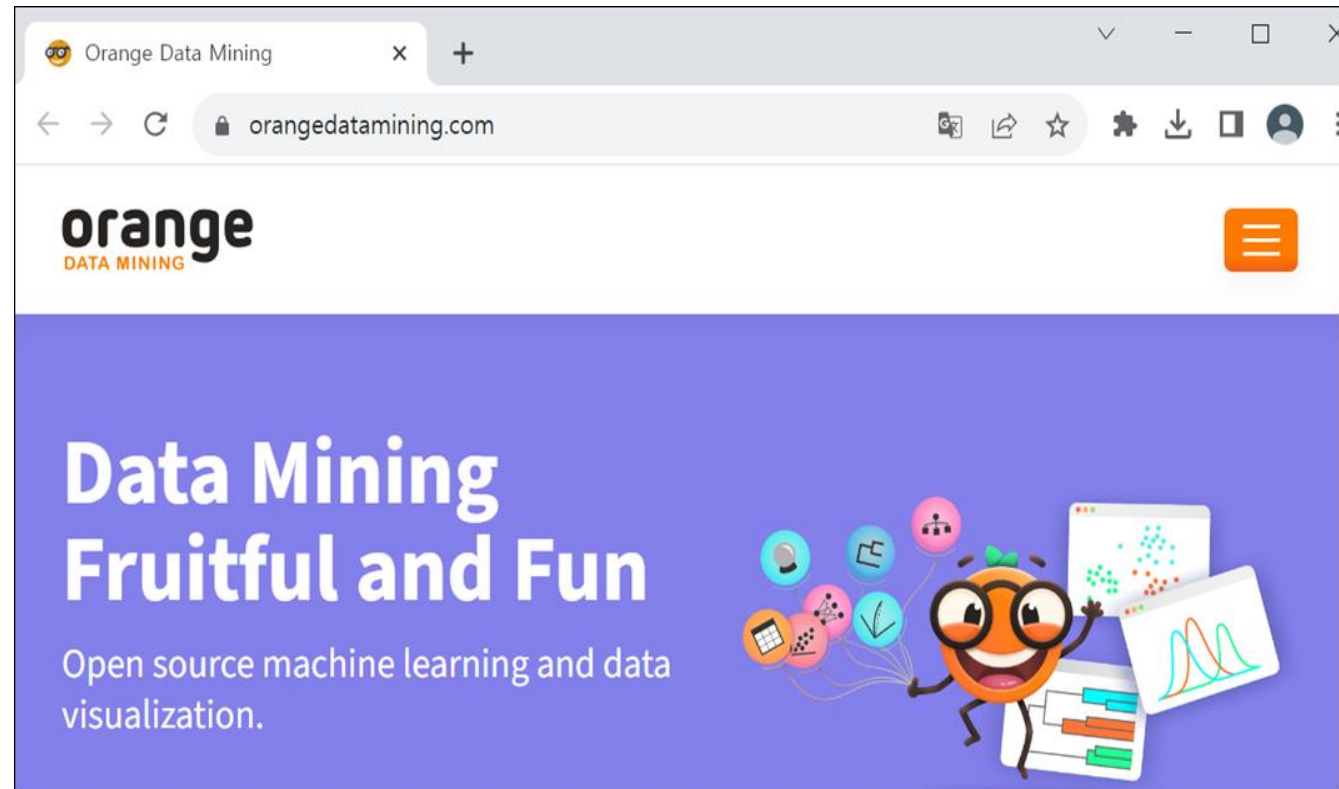 Orange Data Mining
orangedatamining.com
orange
DATA MINING
Data Mining
Fruitful and Fun
Open source machine learning and data
visualization.